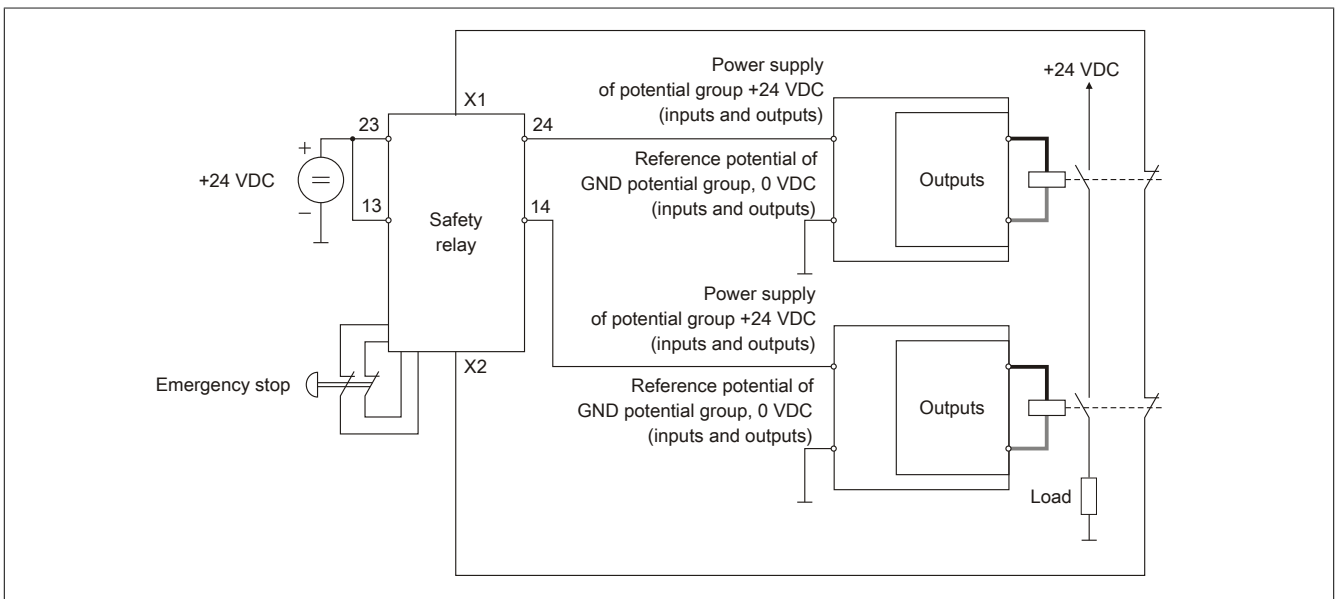 Power supply
of potential group +24 VDC
(inputs and outputs)
+24 VDC
X1
23
24
Reference potential of
GND potential group, 0 VDC
(inputs and outputs)
Outputs
+
+24 VDC
−
13
14
Safety
relay
Power supply
of potential group +24 VDC
(inputs and outputs)
X2
Emergency stop
Reference potential of
GND potential group, 0 VDC
(inputs and outputs)
Outputs
Load